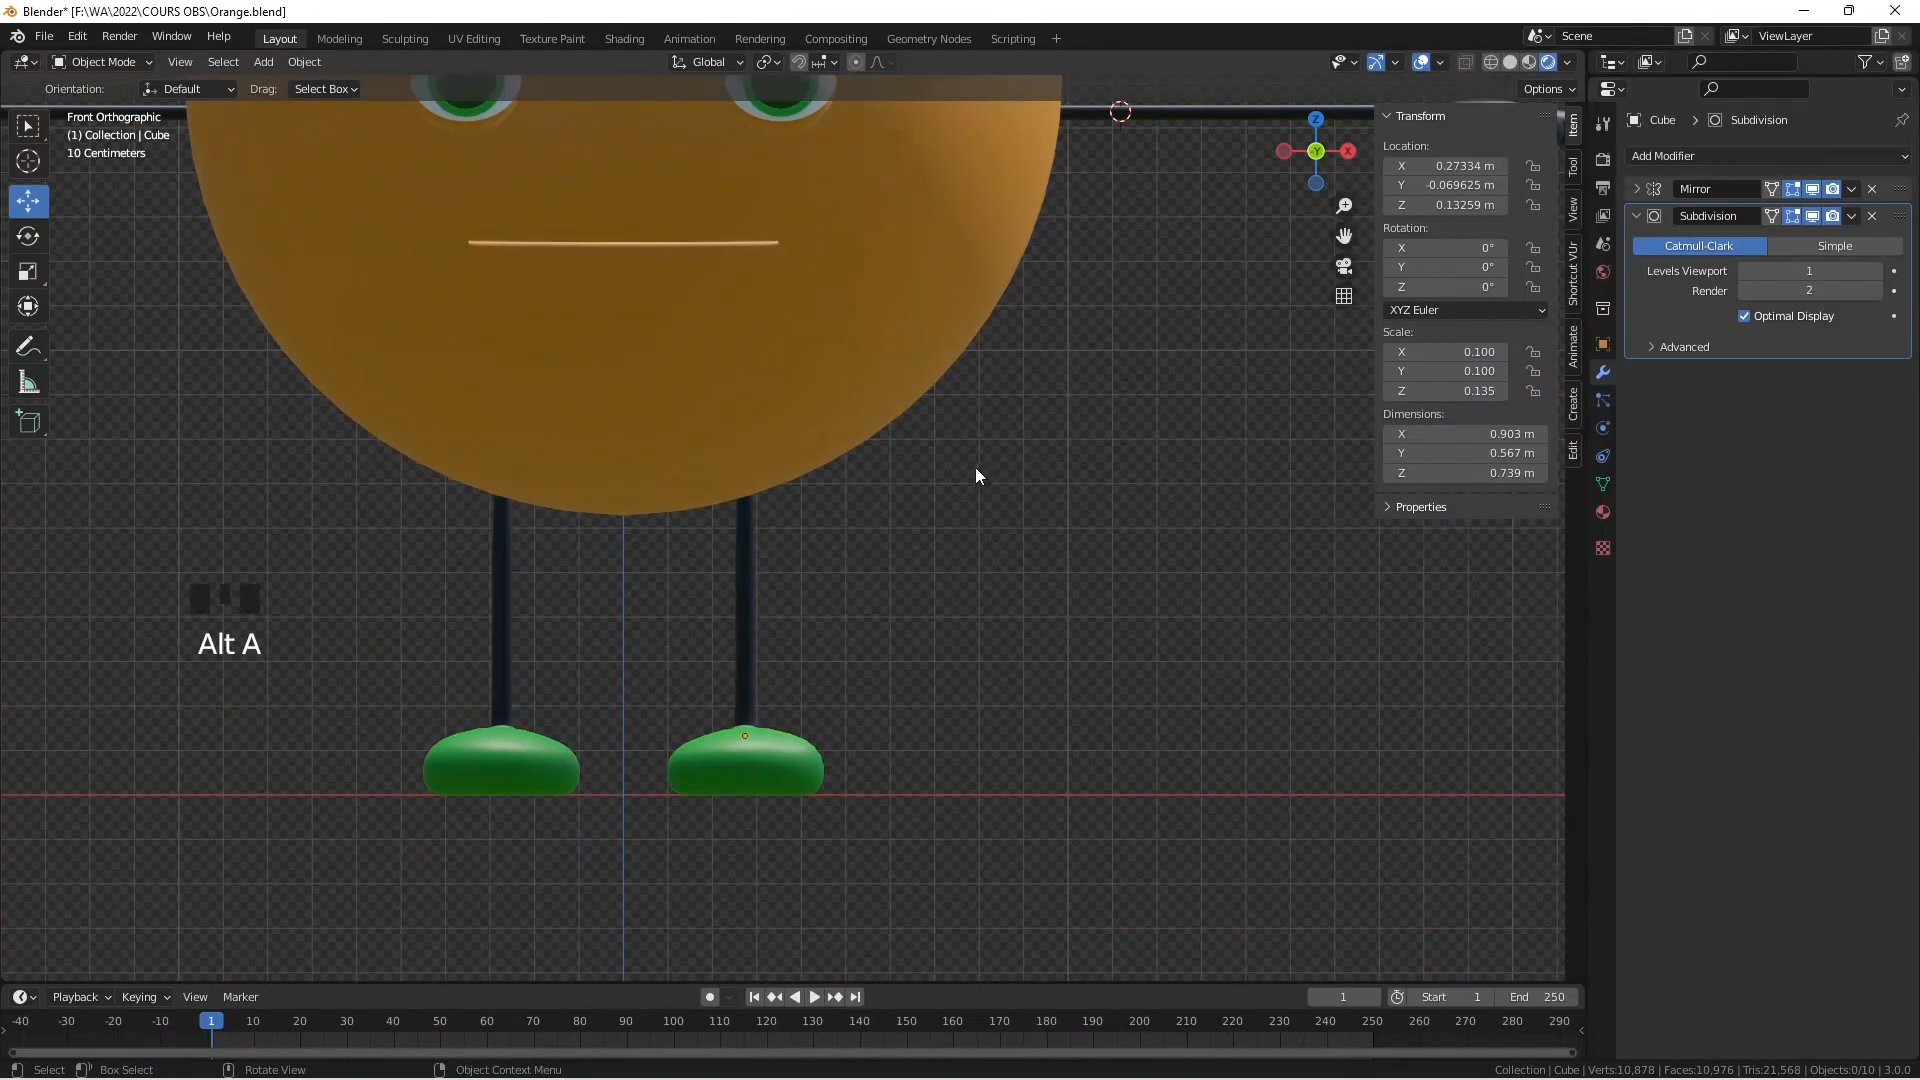 Blender* [F:\WA\2022\COURS OBS\Orange.blend]
File Edit Render Window Help
Layout Modeling Sculpting UV Editing Texture Paint Shading Animation Rendering Compositing Geometry Nodes Scripting +
Scene
ViewLayer
Object Mode View Select Add Object
Global
Orientation: Default Drag: Select Box
Options
Front Orthographic
(1) Collection | Cube
10 Centimeters
Z
-Y
X
Transform
Location:
X 0.27334 m
Y -0.069625 m
Z 0.13259 m
Rotation:
X 0°
Y 0°
Z 0°
XYZ Euler
Scale:
X 0.100
Y 0.100
Z 0.135
Dimensions:
X 0.903 m
Y 0.567 m
Z 0.739 m
Properties
Item
Tool
View
Shortcut VUr
Animate
Create
Edit
Cube > Subdivision
Add Modifier
Mirror
Subdivision
Catmull-Clark Simple
Levels Viewport 1
Render 2
Optimal Display
Advanced
Alt A
Playback Keying View Marker
1
Start 1 End 250
-40 -30 -20 -10 1 10 20 30 40 50 60 70 80 90 100 110 120 130 140 150 160 170 180 190 200 210 220 230 240 250 260 270 280 290
Select Box Select Rotate View Object Context Menu
Collection | Cube | Verts:10,878 | Faces:10,976 | Tris:21,568 | Objects:0/10 | 3.0.0